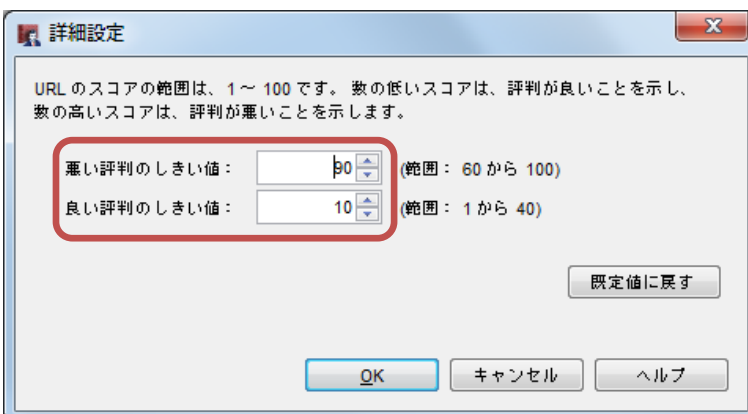 詳細設定
URL のスコアの範囲は、1～ 100 です。 数の低いスコアは、評判が良いことを示し、
数の高いスコアは、評判が悪いことを示します。
悪い評判のしきい値： 90 (範囲： 60 から 100)
良い評判のしきい値： 10 (範囲： 1 から 40)
既定値に戻す
OK キャンセル ヘルプ